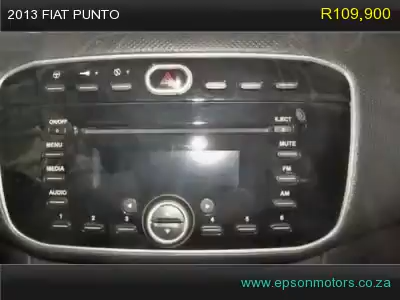 2013 FIAT PUNTO
R109,900
ON/OFF
EJECT
MENU
MUTE
MEDIA
FM
AUDIO
AM
1
2
3
4
5
6
www.epsonmotors.co.za